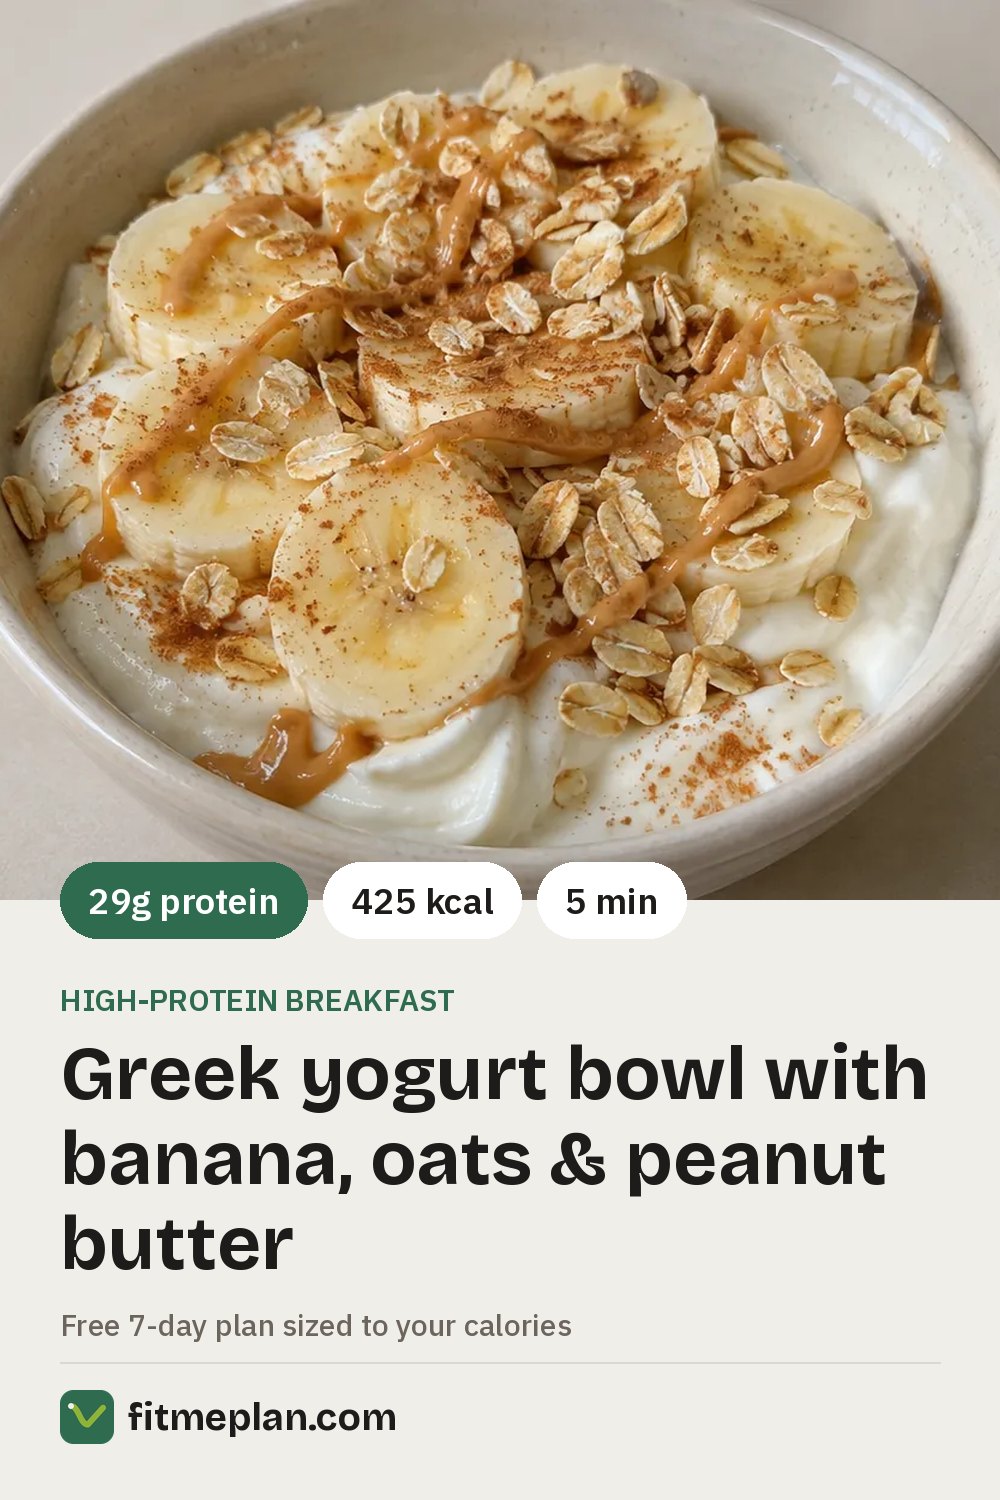 29g protein
425 kcal
5 min
HIGH-PROTEIN BREAKFAST
Greek yogurt bowl with
banana, oats & peanut
butter
Free 7-day plan sized to your calories
fitmeplan.com